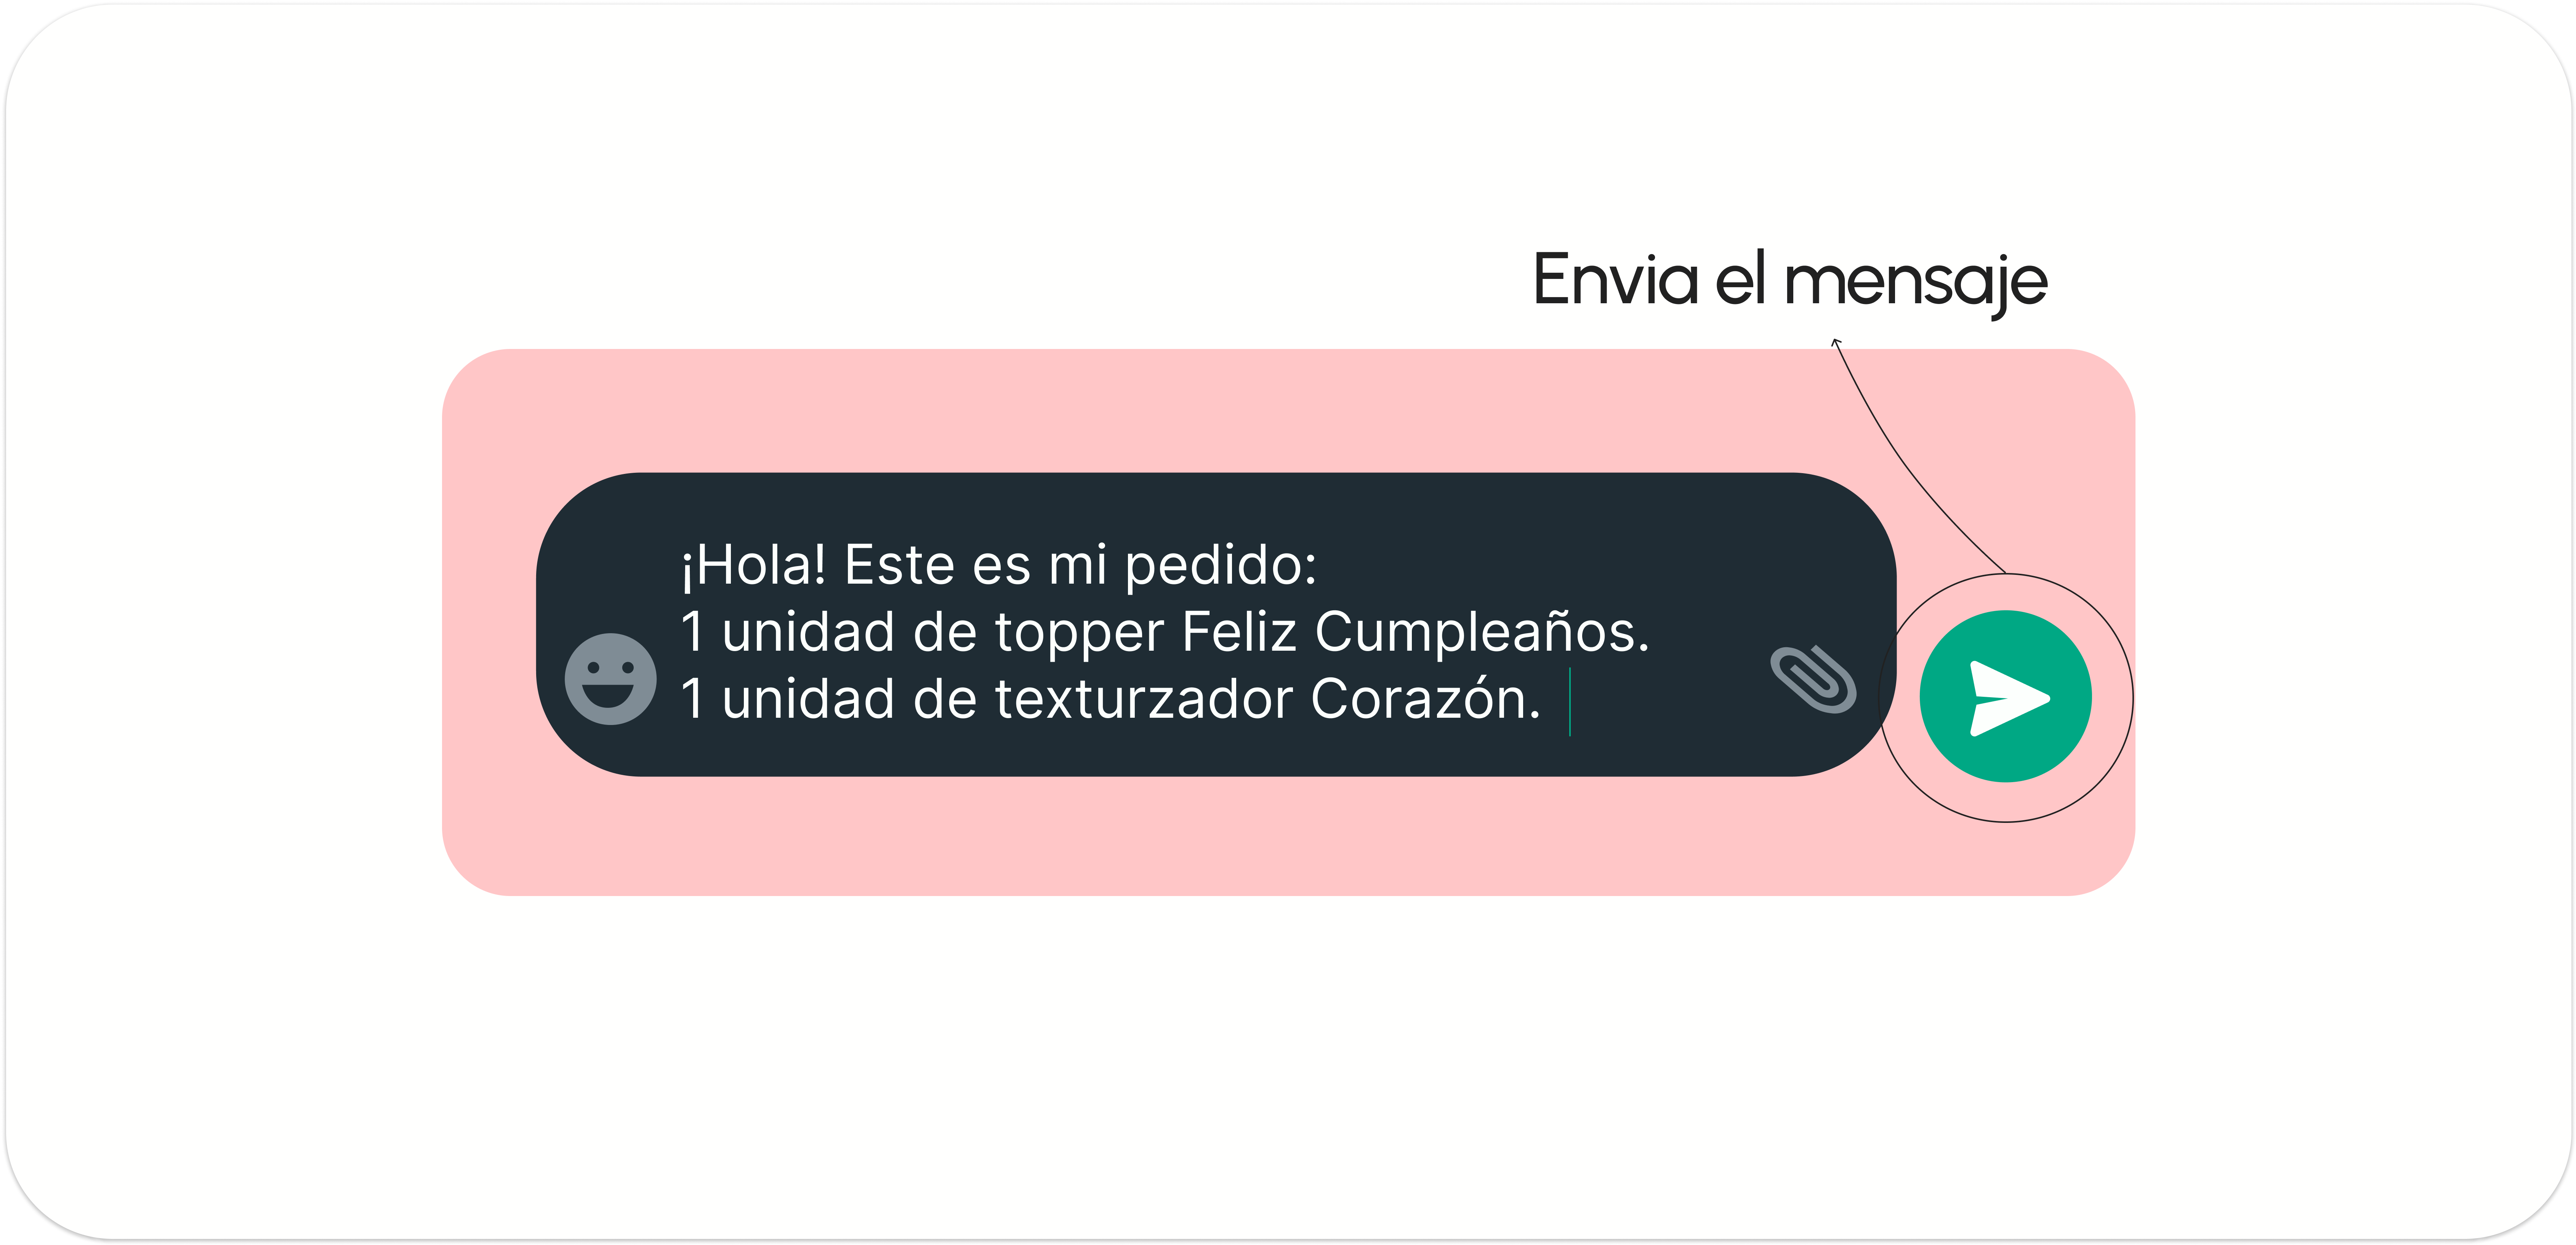 Envia el mensaje
¡Hola! Este es mi pedido:
1 unidad de topper Feliz Cumpleaños.
1 unidad de texturzador Corazón.